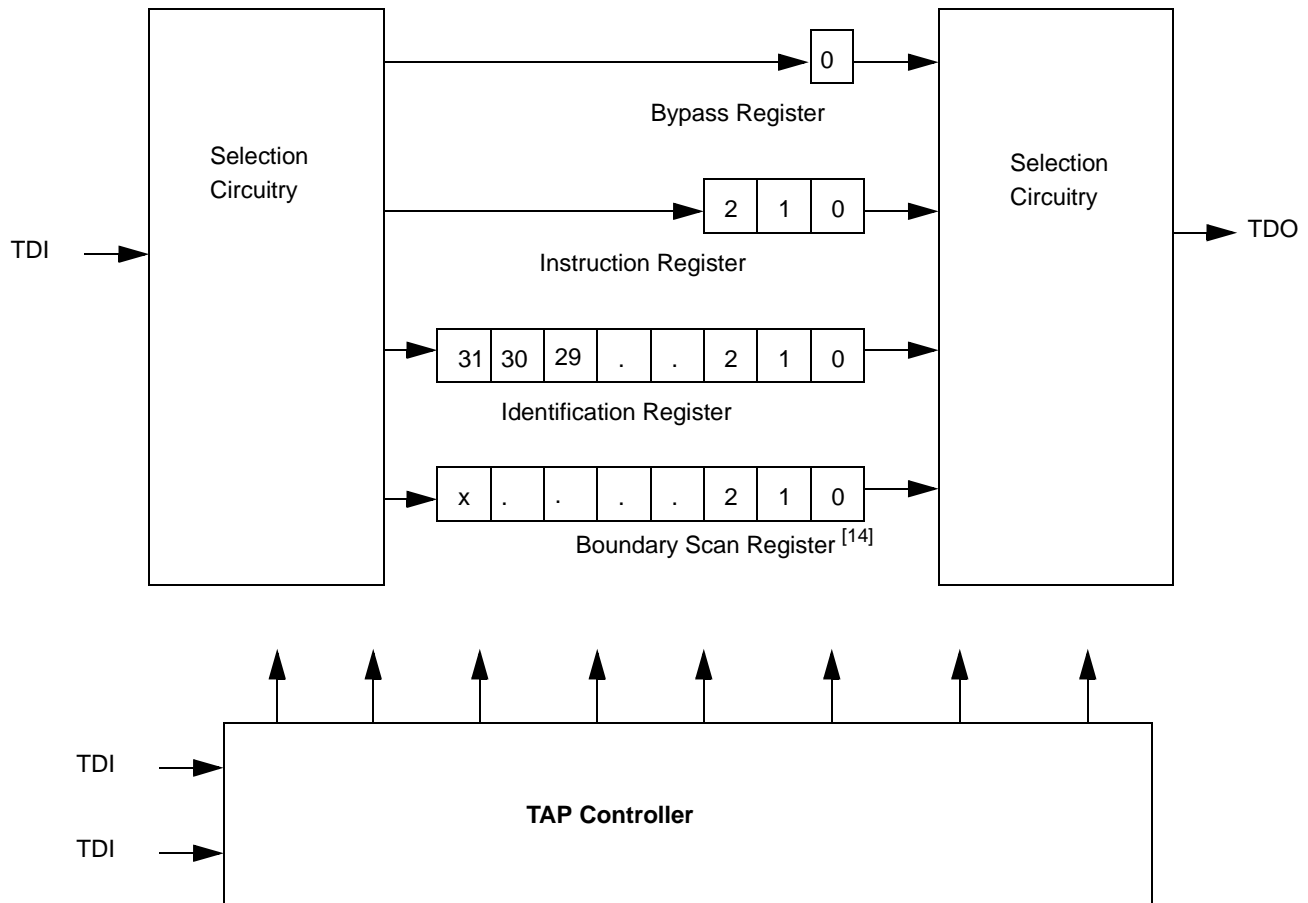 0
Bypass Register
Selection
Circuitry
Selection
Circuitry
2 1 0
TDI
TDO
Instruction Register
31 30 29 . . 2 1 0
Identification Register
x . . . . 2 1 0
Boundary Scan Register [14]
TDI
TAP Controller
TDI